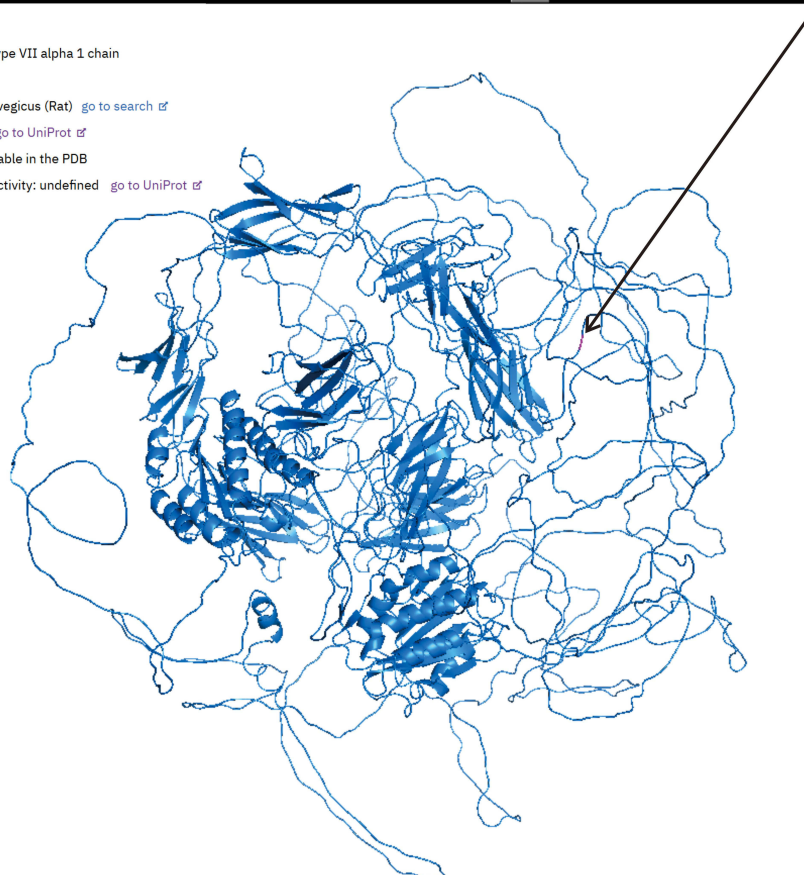 pe VII alpha 1 chain
vegicus (Rat) go to search
go to UniProt
able in the PDB
ctivity: undefined go to UniProt